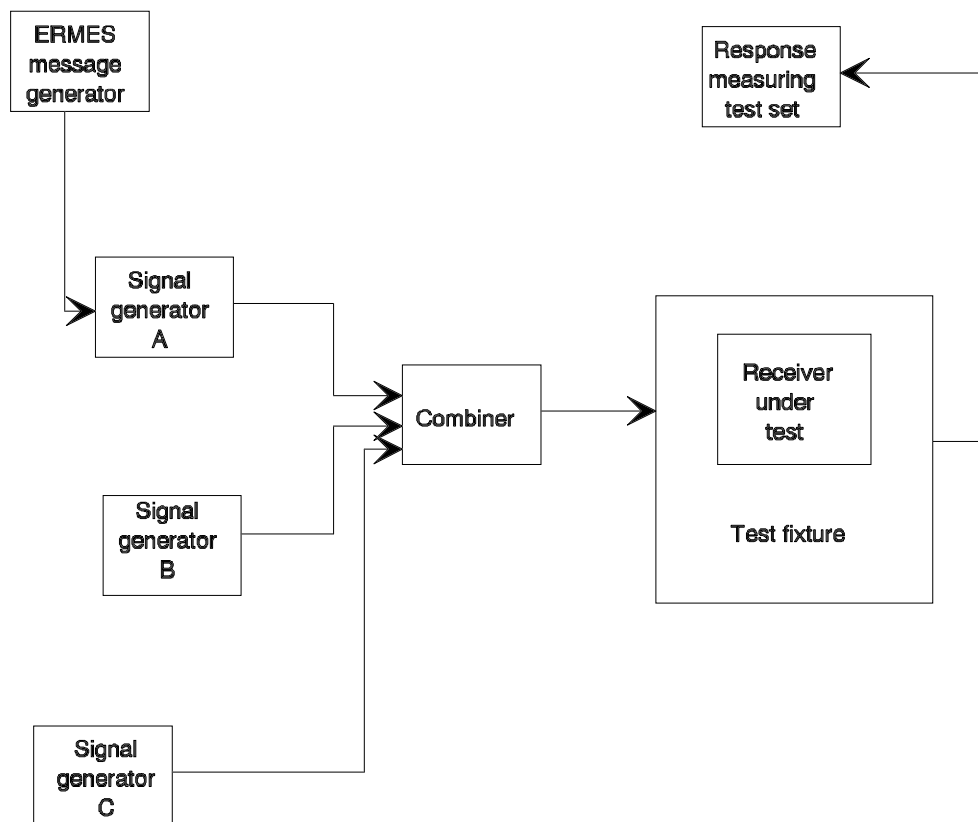 ERMES
message
generator
Response
measuring
test set
Signal
generator
A
Combiner
Receiver
under
test
Test fixture
Signal
generator
B
Signal
generator
C